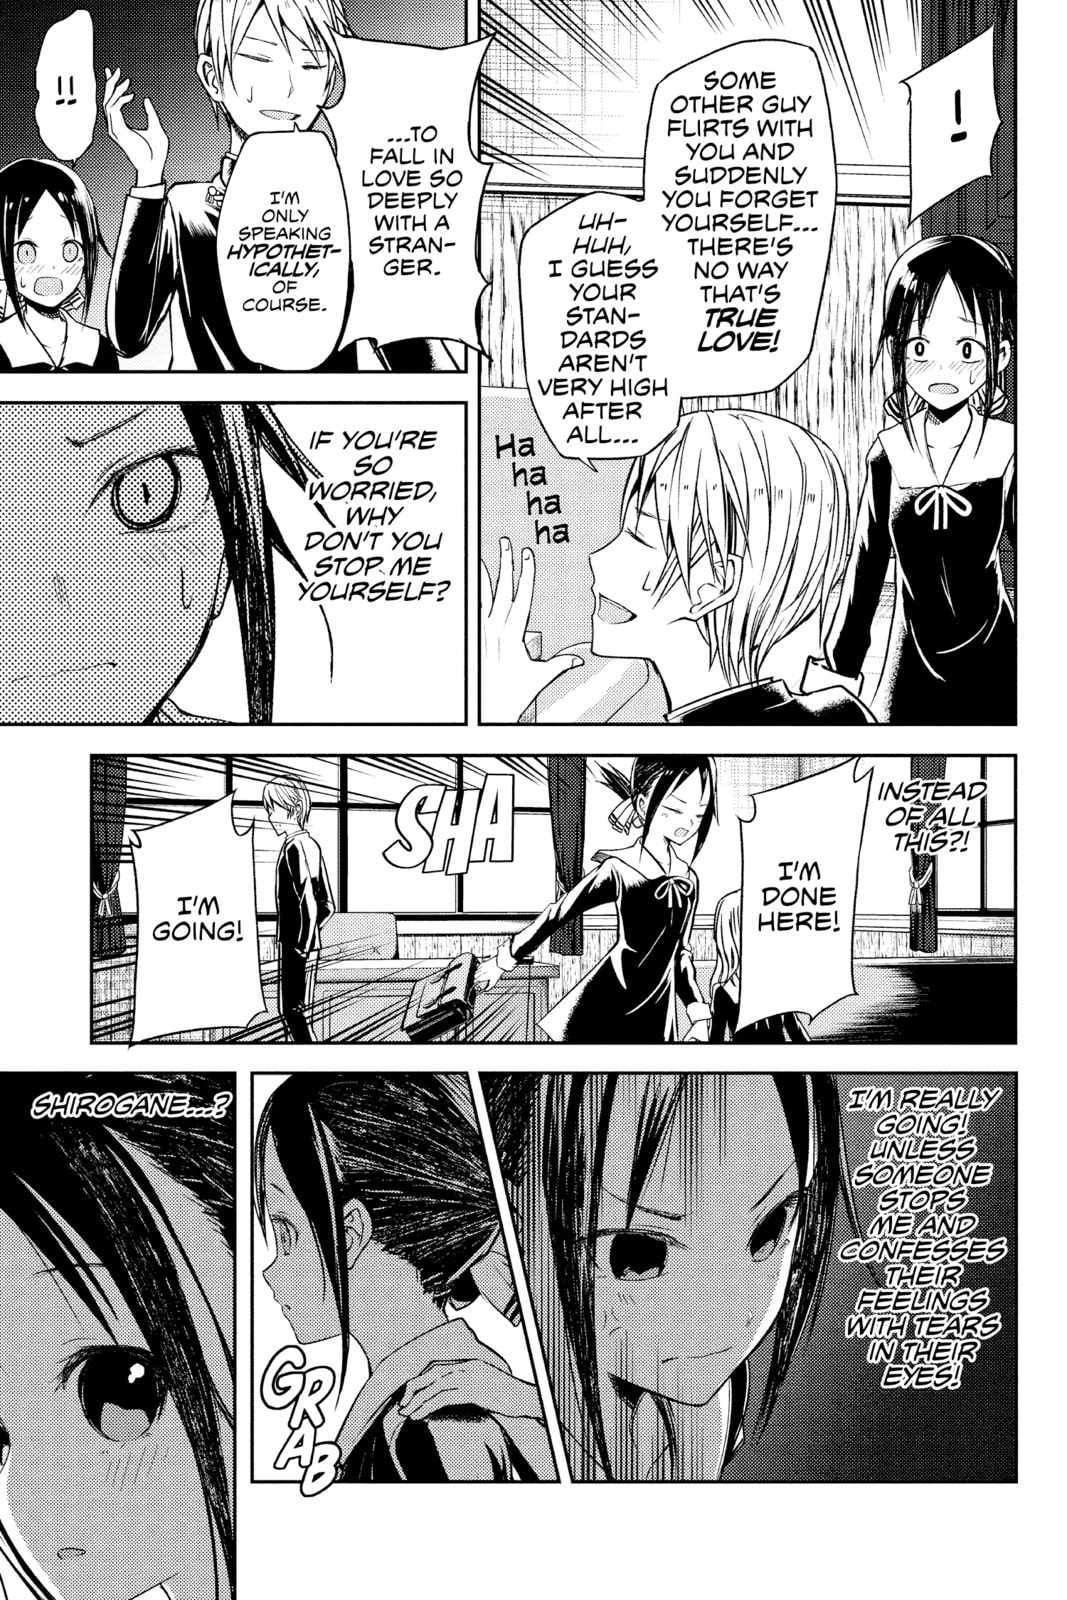 !
SOME
OTHER GUY
FLIRTS WITH
YOU AND
SUDDENLY
YOU FORGET
YOURSELF...
THERE'S
NO WAY
THAT'S
TRUE
LOVE!
UH-
HUH,
I GUESS
YOUR
STAN-
DARDS
AREN'T
VERY HIGH
AFTER
ALL...
Ha
ha
ha
ha
...TO
FALL IN
LOVE SO
DEEPLY
WITH A
STRAN-
GER.
I'M
ONLY
SPEAKING
HYPOTHET-
ICALLY,
OF
COURSE.
!!
IF YOU'RE
SO
WORRIED,
WHY
DON'T YOU
STOP ME
YOURSELF?
INSTEAD
OF ALL
THIS?!
I'M
DONE
HERE!
SHA
I'M
GOING!
I'M REALLY
GOING!
UNLESS
SOMEONE
STOPS
ME AND
CONFESSES
THEIR
FEELINGS
WITH TEARS
IN THEIR
EYES!
GRAB
SHIROGANE...?